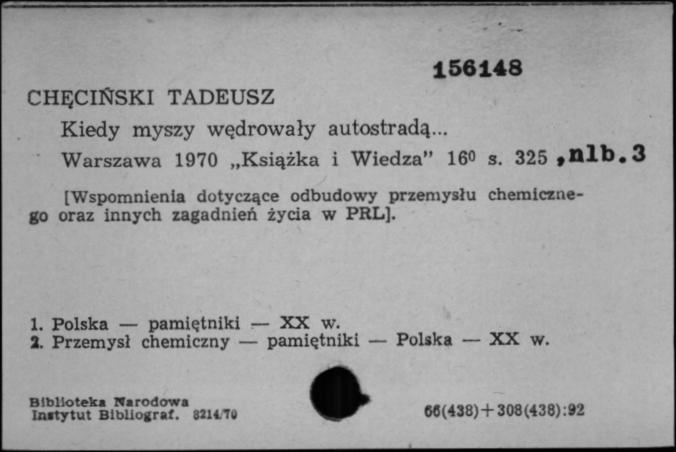 156148
CHĘCIŃSKI TADEUSZ
Kiedy myszy wędrowały autostradą...
Warszawa 1970 „Książka i Wiedza” 16⁰ s. 325 , nlb. 3
[Wspomnienia dotyczące odbudowy przemysłu chemiczne-
go oraz innych zagadnień życia w PRL].
1. Polska — pamiętniki — XX w.
2. Przemysł chemiczny — pamiętniki — Polska — XX w.
Biblioteka Narodowa
Instytut Bibliograf. 8214/70 66(438)+308(438):92